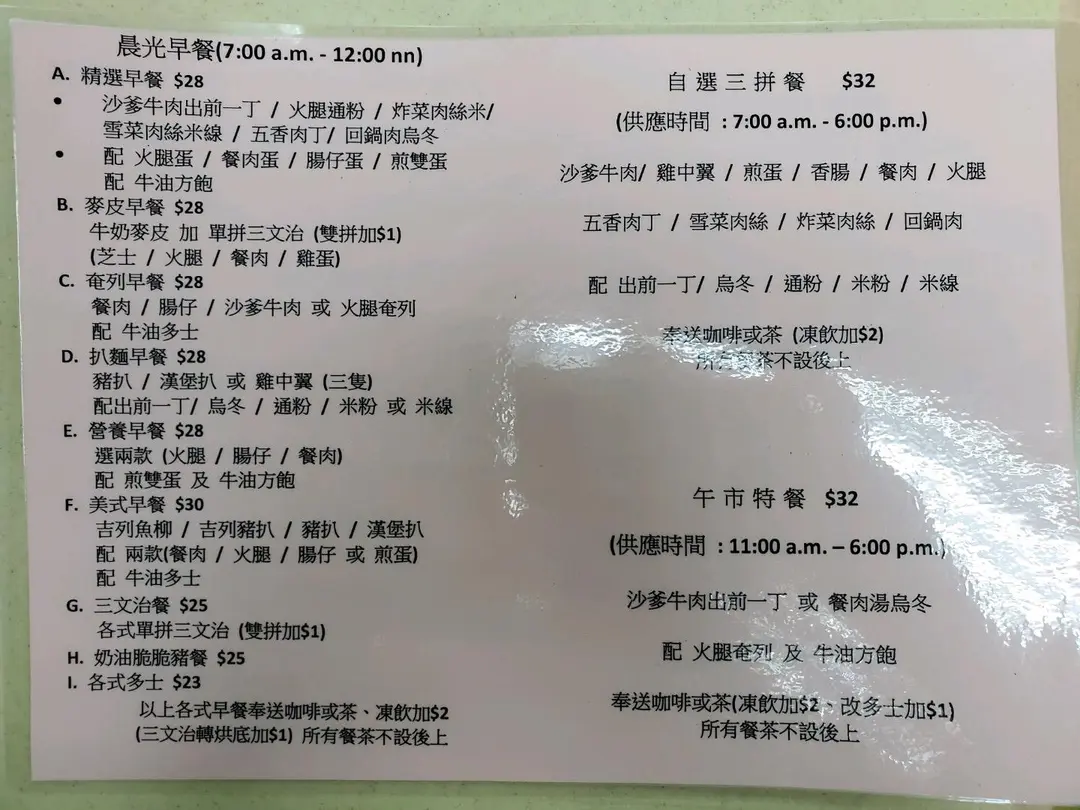 晨光早餐(7:00 a.m. - 12:00 nn)
A. 精選早餐 $28
• 沙爹牛肉出前一丁 / 火腿通粉 / 炸菜肉絲米/
雪菜肉絲米線 / 五香肉丁/ 回鍋肉烏冬
• 配 火腿蛋 / 餐肉蛋 / 腸仔蛋 / 煎雙蛋
配 牛油方飽
B. 麥皮早餐 $28
牛奶麥皮 加 單拼三文治 (雙拼加$1)
(芝士 / 火腿 / 餐肉 / 雞蛋)
C. 奄列早餐 $28
餐肉 / 腸仔 / 沙爹牛肉 或 火腿奄列
配 牛油多士
D. 扒麵早餐 $28
豬扒 / 漢堡扒 或 雞中翼 (三隻)
配出前一丁/ 烏冬 / 通粉 / 米粉 或 米線
E. 營養早餐 $28
選兩款 (火腿 / 腸仔 / 餐肉)
配 煎雙蛋 及 牛油方飽
F. 美式早餐 $30
吉列魚柳 / 吉列豬扒 / 豬扒 / 漢堡扒
配 兩款(餐肉 / 火腿 / 腸仔 或 煎蛋)
配 牛油多士
G. 三文治餐 $25
各式單拼三文治 (雙拼加$1)
H. 奶油脆脆豬餐 $25
I. 各式多士 $23
以上各式早餐奉送咖啡或茶、凍飲加$2
(三文治轉烘底加$1) 所有餐茶不設後上
自選三拼餐 $32
(供應時間 : 7:00 a.m. - 6:00 p.m.)
沙爹牛肉/ 雞中翼 / 煎蛋 / 香腸 / 餐肉 / 火腿
五香肉丁 / 雪菜肉絲 / 炸菜肉絲 / 回鍋肉
配 出前一丁/ 烏冬 / 通粉 / 米粉 / 米線
奉送咖啡或茶 (凍飲加$2)
所有餐茶不設後上
午市特餐 $32
(供應時間 : 11:00 a.m. – 6:00 p.m.)
沙爹牛肉出前一丁 或 餐肉湯烏冬
配 火腿奄列 及 牛油方飽
奉送咖啡或茶(凍飲加$2、改多士加$1)
所有餐茶不設後上